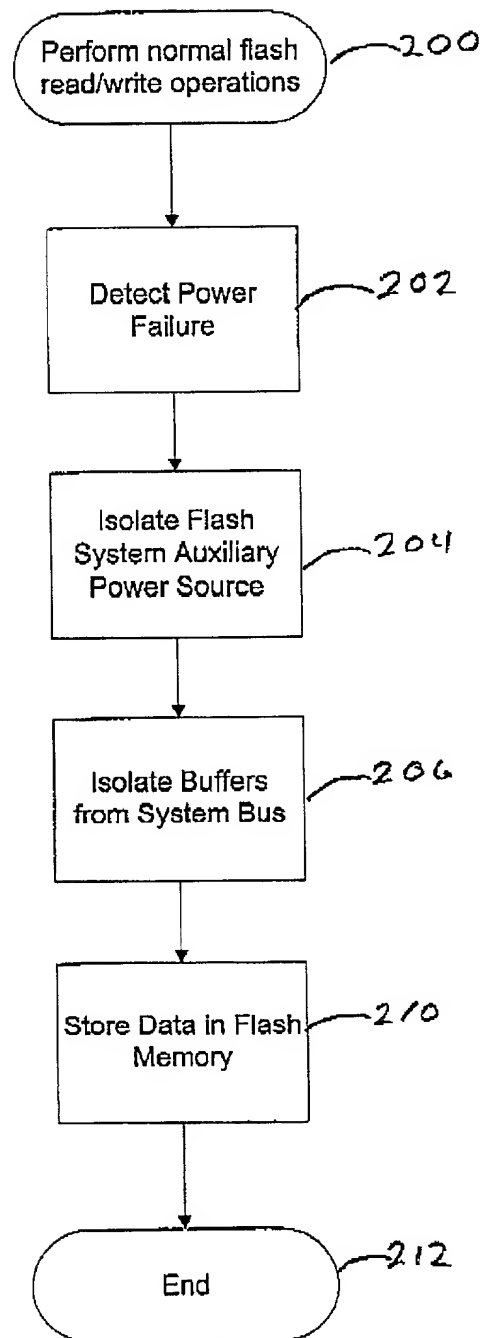 Perform normal flash
read/write operations
200
Detect Power
Failure
202
Isolate Flash
System Auxiliary
Power Source
204
Isolate Buffers
from System Bus
206
Store Data in Flash
Memory
210
End
212